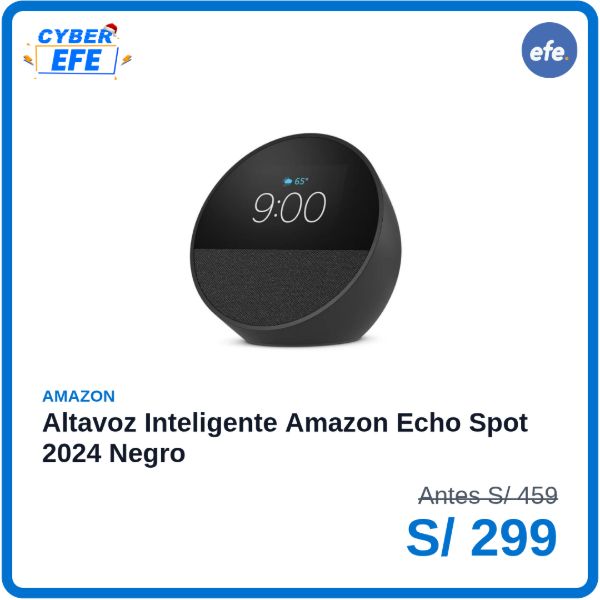 CYBER
EFE
efe.
65°
9:00
AMAZON
Altavoz Inteligente Amazon Echo Spot
2024 Negro
Antes S/ 459
S/ 299